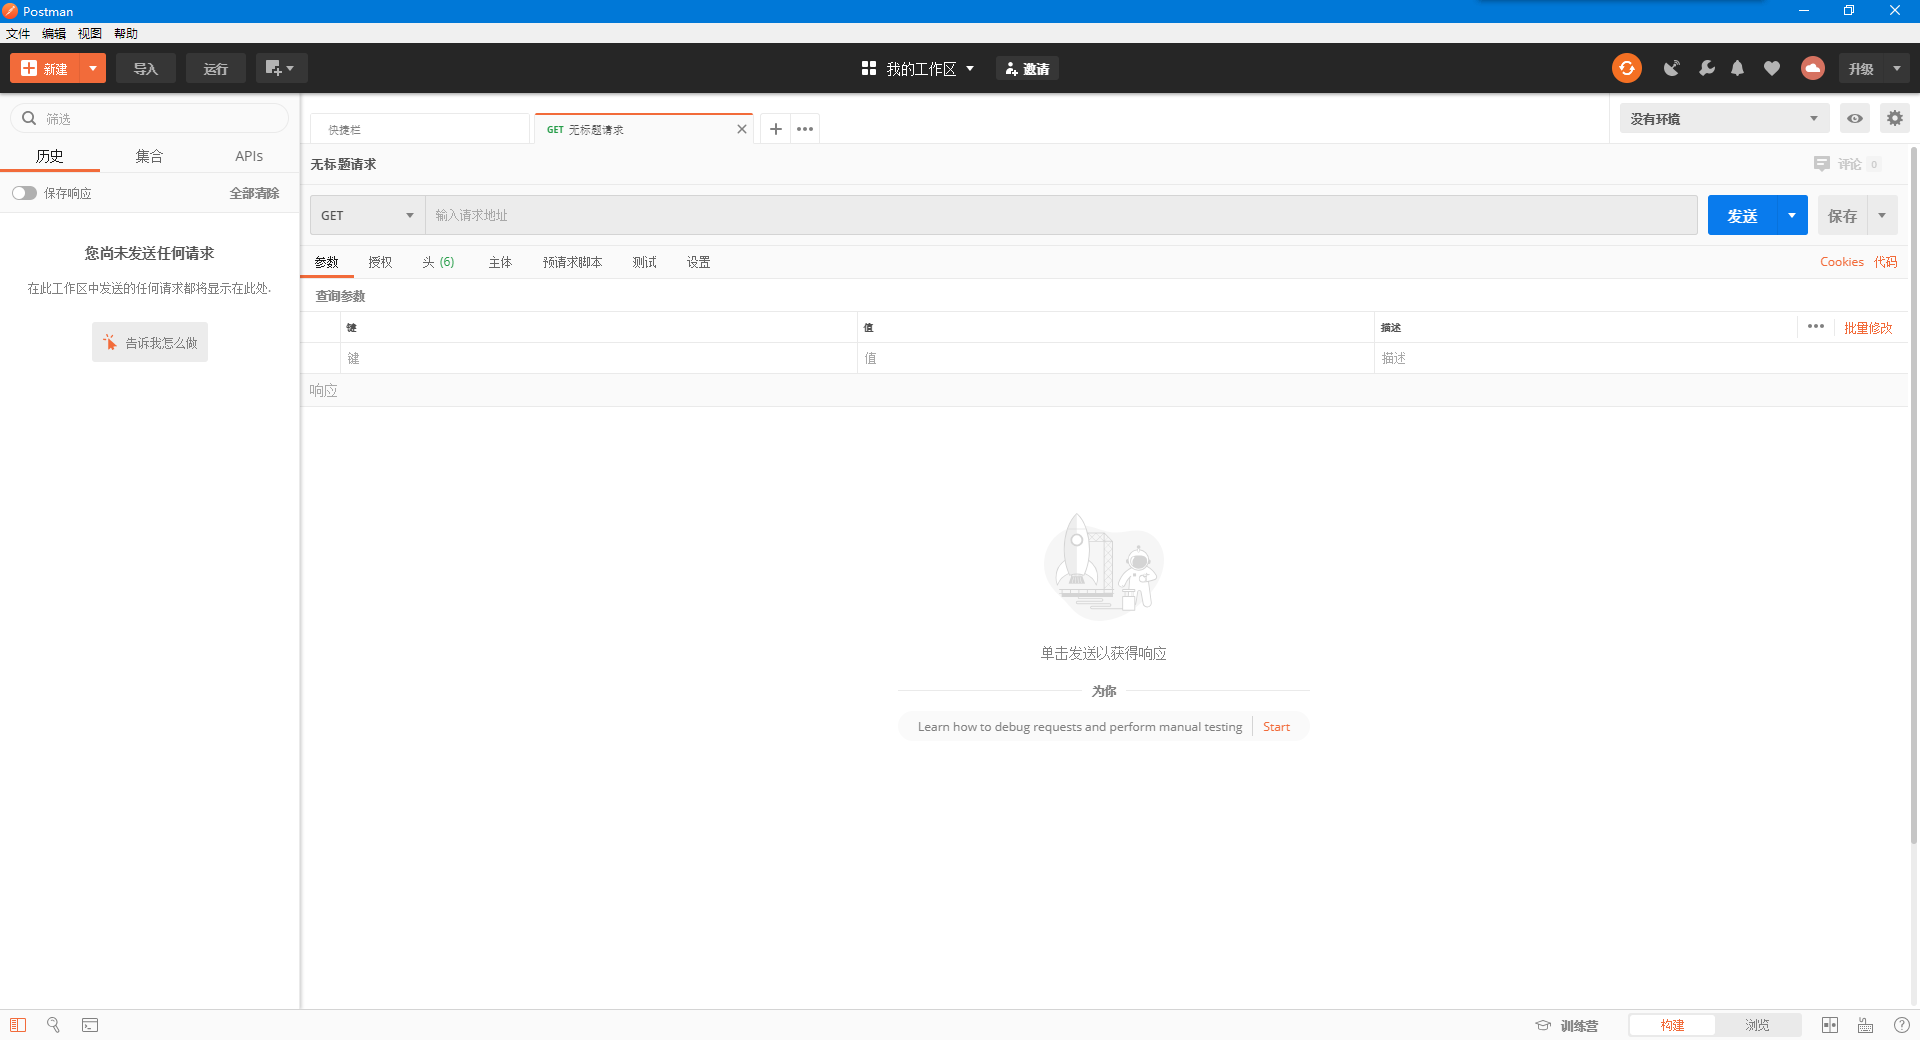 Postman
文件 编辑 视图 帮助
新建 导入 运行 我的工作区 邀请 升级
筛选
历史 集合 APIs
保存响应 全部清除
您尚未发送任何请求
在此工作区中发送的任何请求都将显示在此处.
告诉我怎么做
快捷栏 GET 无标题请求 没有环境
无标题请求 评论 0
GET 输入请求地址 发送 保存
参数 授权 头 (6) 主体 预请求脚本 测试 设置 Cookies 代码
查询参数
键 值 描述 批量修改
键 值 描述
响应
单击发送以获得响应
为你
Learn how to debug requests and perform manual testing Start
训练营 构建 浏览